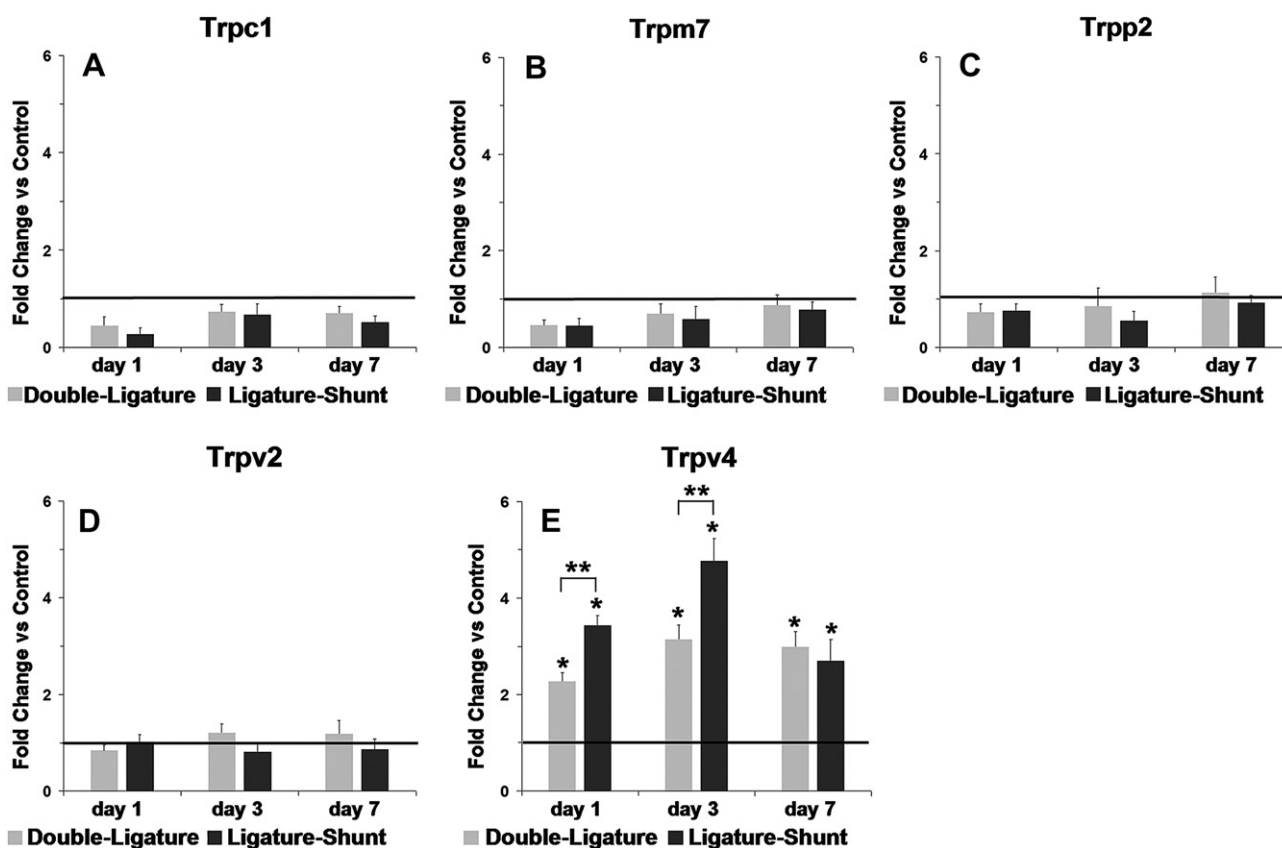 Trpc1
A
Fold Change vs Control
6
4
2
0
day 1 day 3 day 7
Double-Ligature Ligature-Shunt
Trpm7
B
Fold Change vs Control
6
4
2
0
day 1 day 3 day 7
Double-Ligature Ligature-Shunt
Trpp2
C
Fold Change vs Control
6
4
2
0
day 1 day 3 day 7
Double-Ligature Ligature-Shunt
Trpv2
D
Fold Change vs Control
6
4
2
0
day 1 day 3 day 7
Double-Ligature Ligature-Shunt
Trpv4
E
Fold Change vs Control
6
4
2
0
** 
**
* * * * * *
day 1 day 3 day 7
Double-Ligature Ligature-Shunt